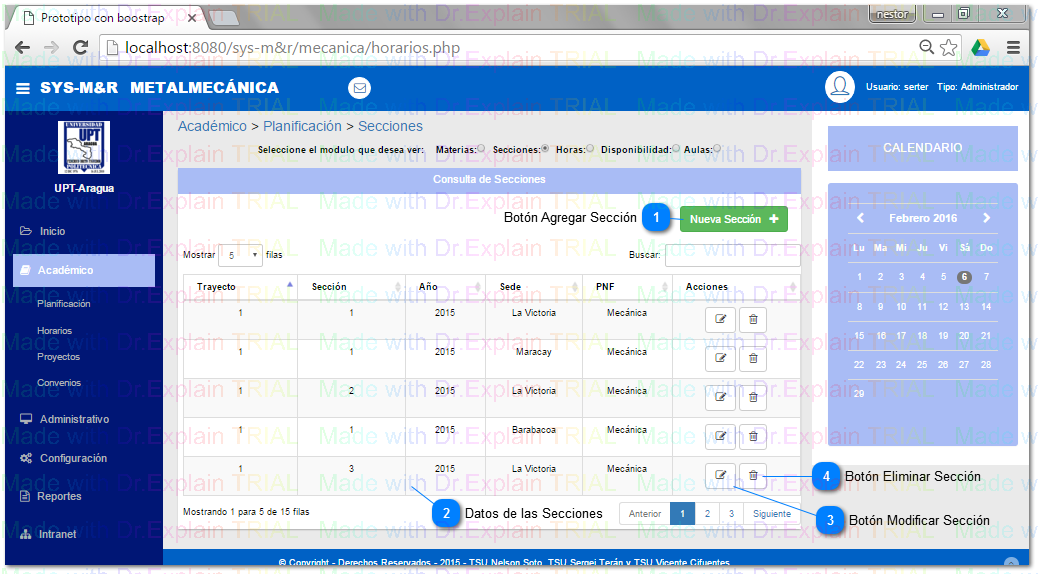 Prototipo con boostrap
nestor
localhost:8080/sys-m&r/mecanica/horarios.php
SYS-M&R METALMECÁNICA
Usuario: serter Tipo: Administrador
UNIVERSIDAD
UPT
ARAGUA
UPT-Aragua
Inicio
Académico
Planificación
Horarios
Proyectos
Convenios
Administrativo
Configuración
Reportes
Intranet
Académico > Planificación > Secciones
Seleccione el modulo que desea ver: Materias: Secciones: Horas: Disponibilidad: Aulas:
Consulta de Secciones
Botón Agregar Sección 1 Nueva Sección +
Mostrar 5 filas Buscar:
Trayecto Sección Año Sede PNF Acciones
1 1 2015 La Victoria Mecánica
1 1 2015 Maracay Mecánica
1 2 2015 La Victoria Mecánica
1 1 2015 Barabacoa Mecánica
1 3 2015 La Victoria Mecánica
Mostrando 1 para 5 de 15 filas
2 Datos de las Secciones
Anterior 1 2 3 Siguiente
4 Botón Eliminar Sección
3 Botón Modificar Sección
CALENDARIO
Febrero 2016
Lu Ma Mi Ju Vi Sá Do
1 2 3 4 5 6 7
8 9 10 11 12 13 14
15 16 17 18 19 20 21
22 23 24 25 26 27 28
29
© Copyright - Derechos Reservados - 2015 - TSU Nelson Soto, TSU Sergei Terán y TSU Vicente Cifuentes
Made with Dr.Explain TRIAL